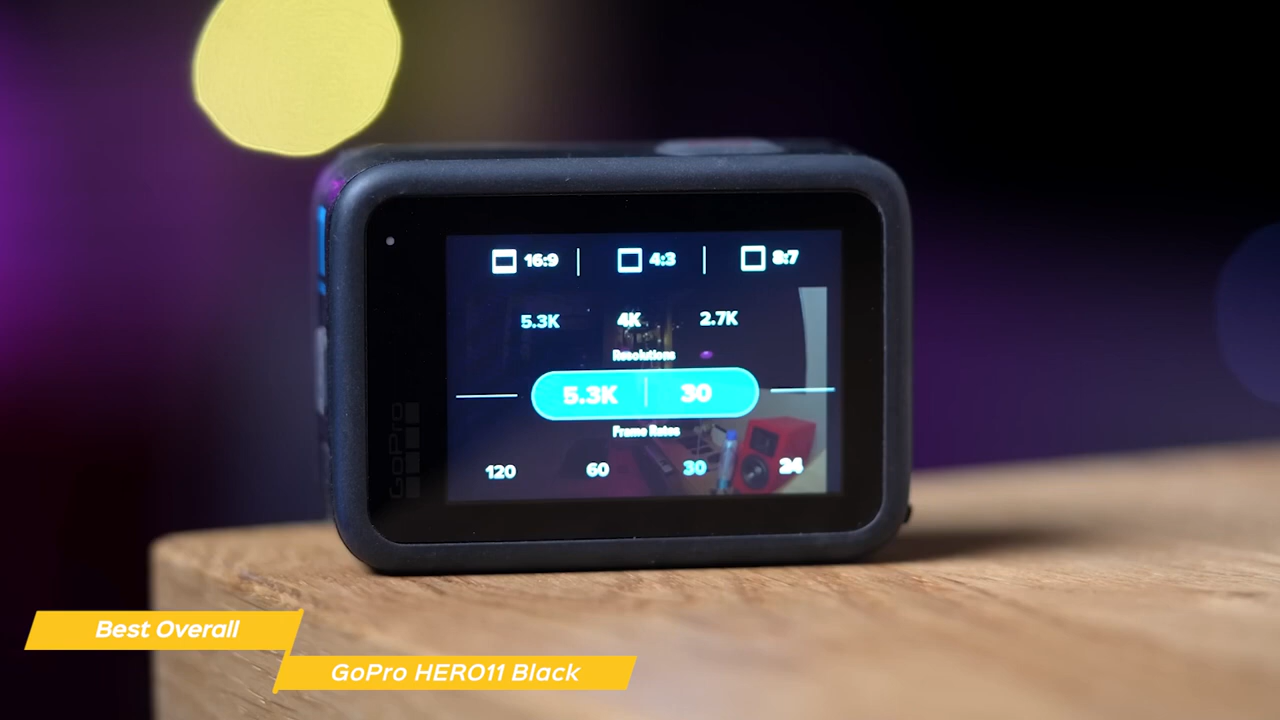 16:9 | 4:3 | 8:7
5.3K 4K 2.7K
Resolutions
5.3K | 30
Frame Rates
120 60 30 24
GoPro
Best Overall
GoPro HERO11 Black